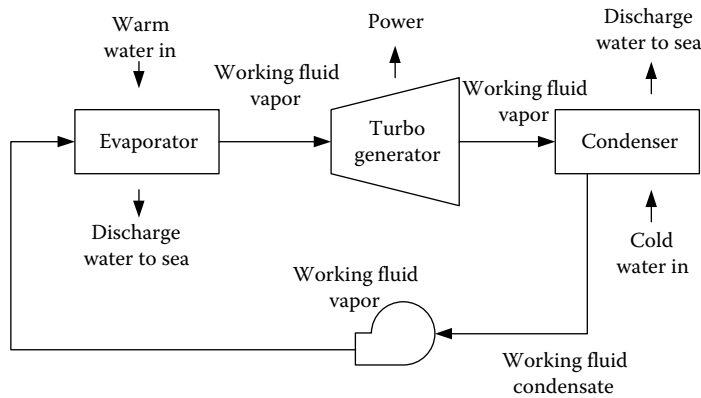 Warm
water in
Working fluid
vapor
Power
Working fluid
vapor
Discharge
water to sea
Evaporator
Turbo
generator
Condenser
Discharge
water to sea
Cold
water in
Working fluid
vapor
Working fluid
condensate